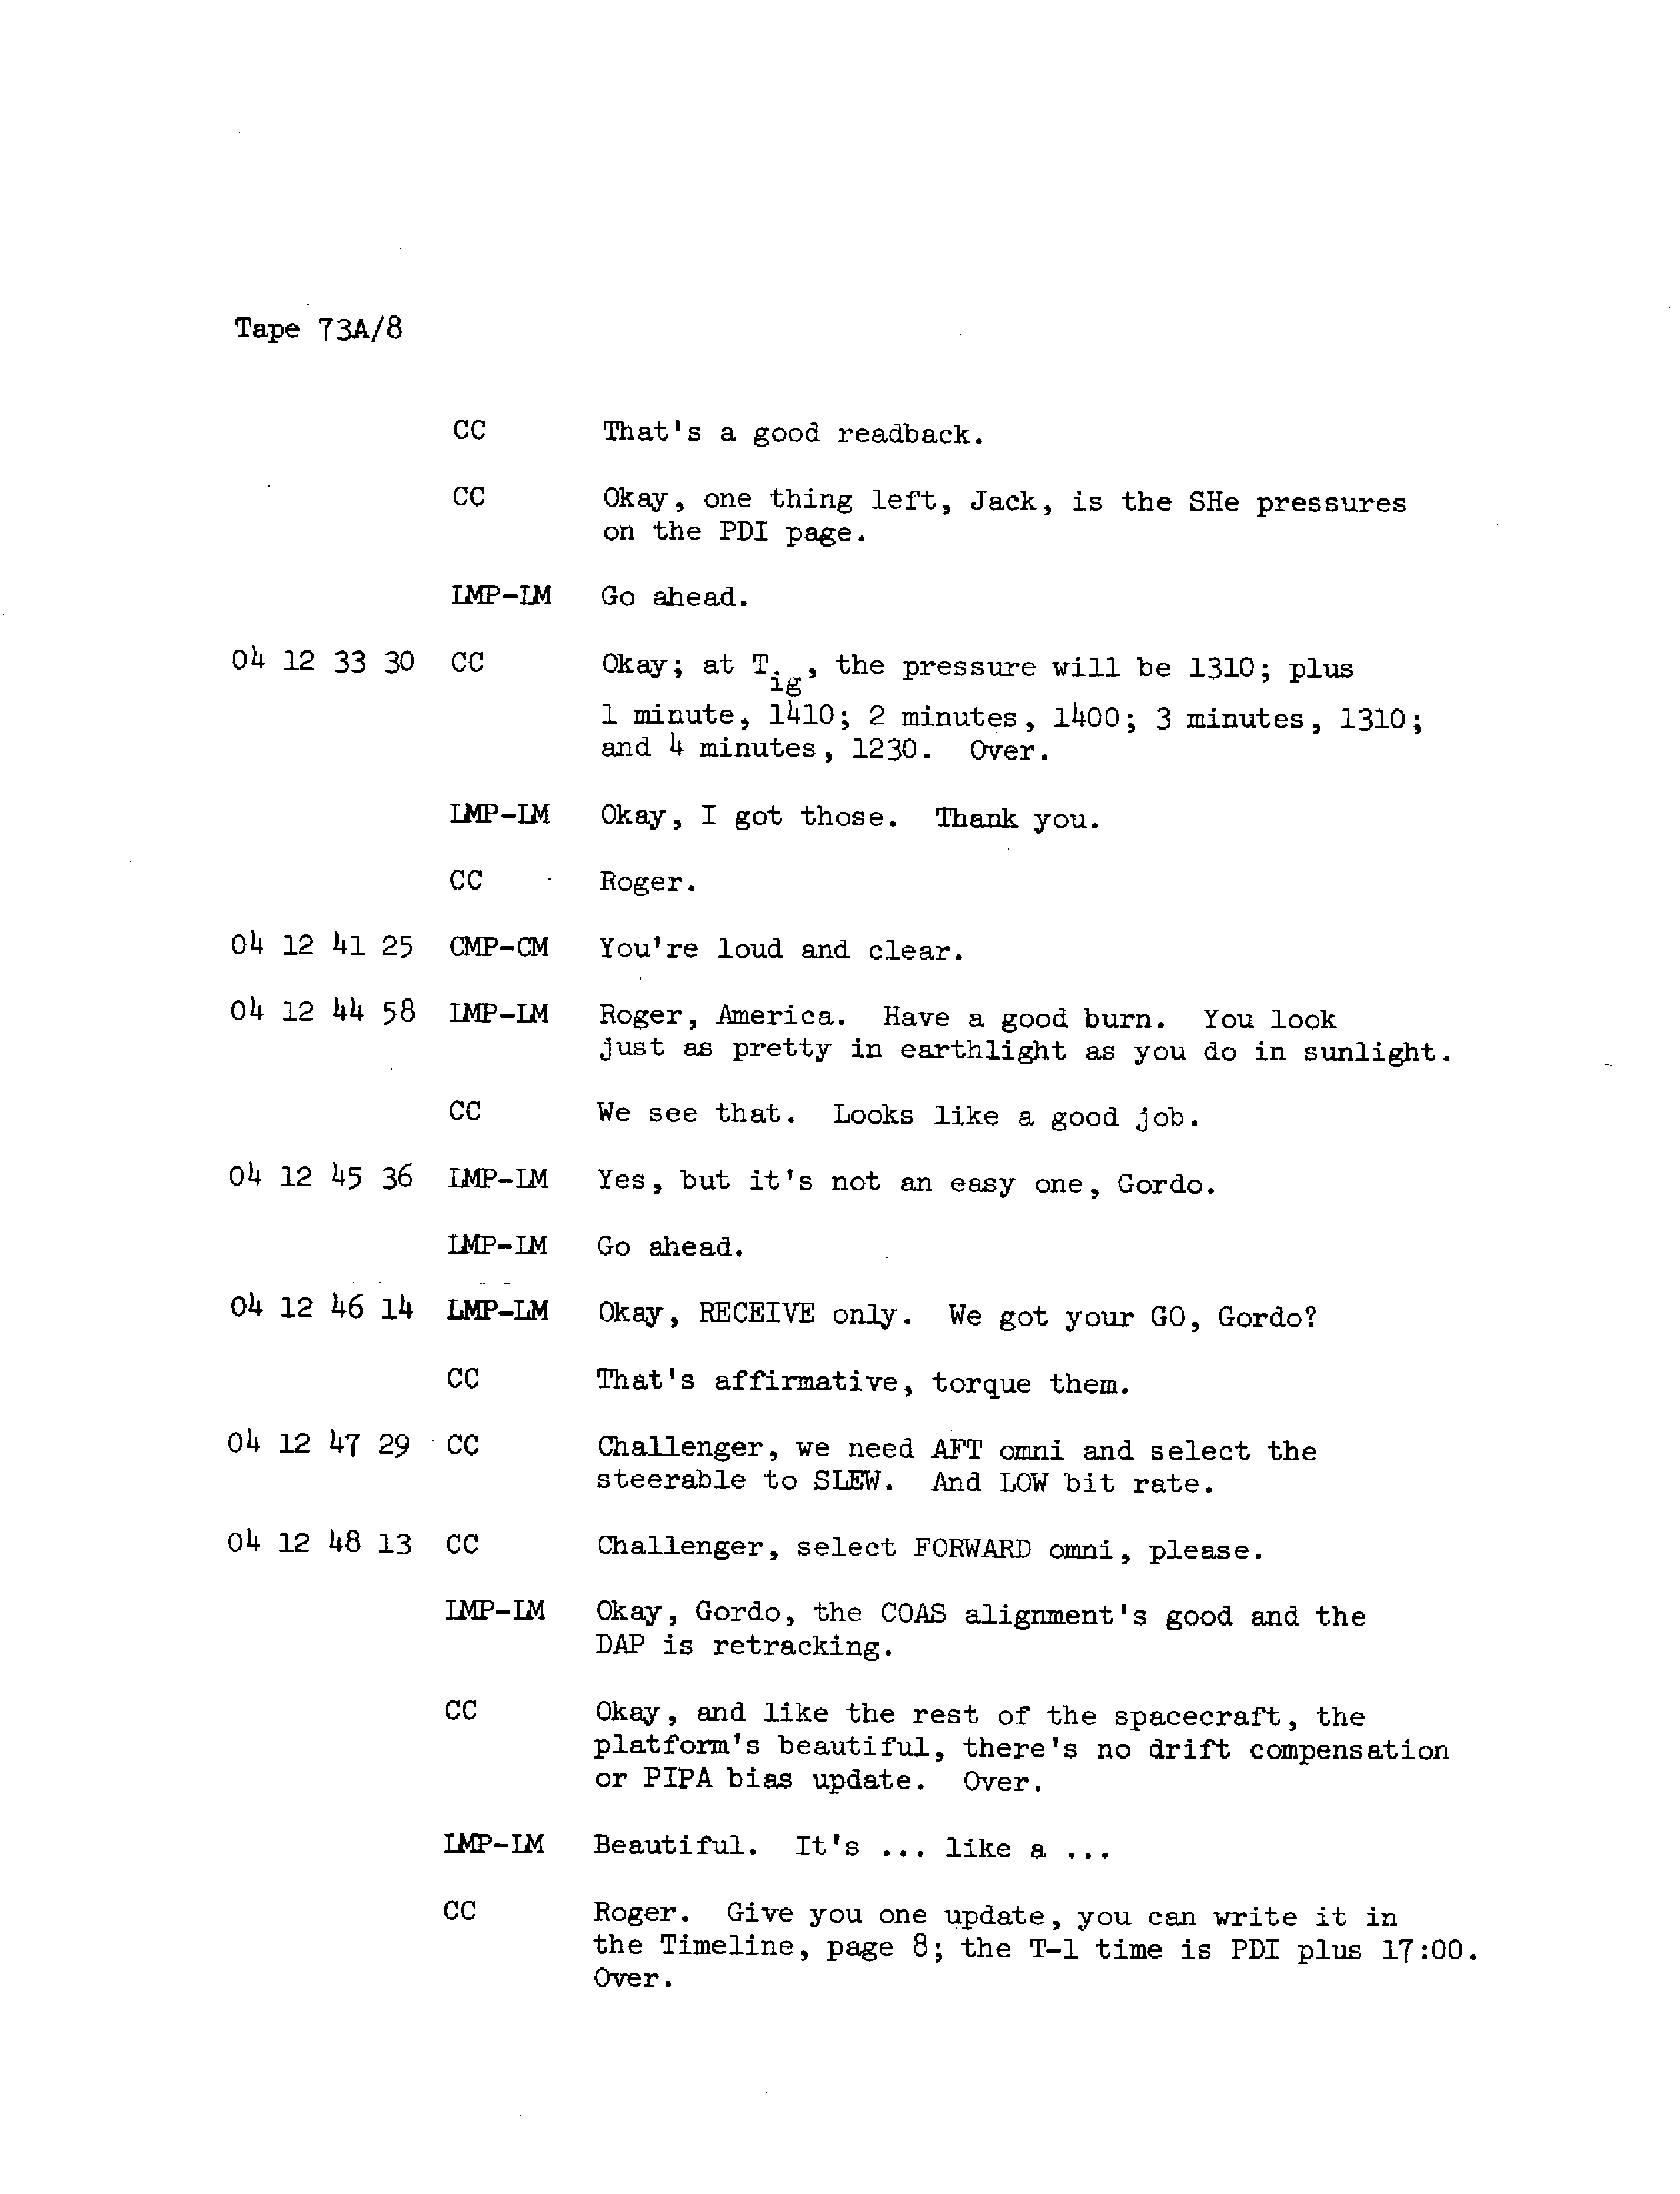 Tape 73A/8
CC That's a good readback.
CC Okay, one thing left, Jack, is the SHe pressures
on the PDI page.
LMP-LM Go ahead.
04 12 33 30 CC Okay; at Tig, the pressure will be 1310; plus
1 minute, 1410; 2 minutes, 1400; 3 minutes, 1310;
and 4 minutes, 1230. Over.
LMP-LM Okay, I got those. Thank you.
CC Roger.
04 12 41 25 CMP-CM You're loud and clear.
04 12 44 58 LMP-LM Roger, America. Have a good burn. You look
just as pretty in earthlight as you do in sunlight.
CC We see that. Looks like a good job.
04 12 45 36 LMP-LM Yes, but it's not an easy one, Gordo.
LMP-LM Go ahead.
04 12 46 14 LMP-LM Okay, RECEIVE only. We got your GO, Gordo?
CC That's affirmative, torque them.
04 12 47 29 CC Challenger, we need AFT omni and select the
steerable to SLEW. And LOW bit rate.
04 12 48 13 CC Challenger, select FORWARD omni, please.
LMP-LM Okay, Gordo, the COAS alignment's good and the
DAP is retracking.
CC Okay, and like the rest of the spacecraft, the
platform's beautiful, there's no drift compensation
or PIPA bias update. Over.
LMP-LM Beautiful. It's ... like a ...
CC Roger. Give you one update, you can write it in
the Timeline, page 8; the T-1 time is PDI plus 17:00.
Over.